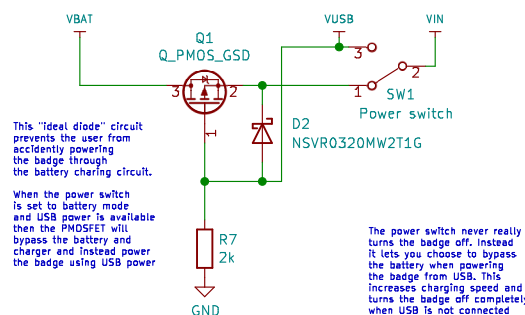 VBAT
VUSB
VIN
Q1
Q_PMOS_GSD
3
3
2
2
1
SW1
Power switch
1
D2
NSVR0320MW2T1G
This "ideal diode" circuit
prevents the user from
accidently powering
the badge through
the battery charing circuit.
When the power switch
is set to battery mode
and USB power is available
then the PMOSFET will
bypass the battery and
charger and instead power
the badge using USB power
R7
2k
GND
The power switch never really
turns the badge off. Instead
it lets you choose to bypass
the battery when powering
the badge from USB. This
increases charging speed and
turns the badge off completely
when USB is not connected